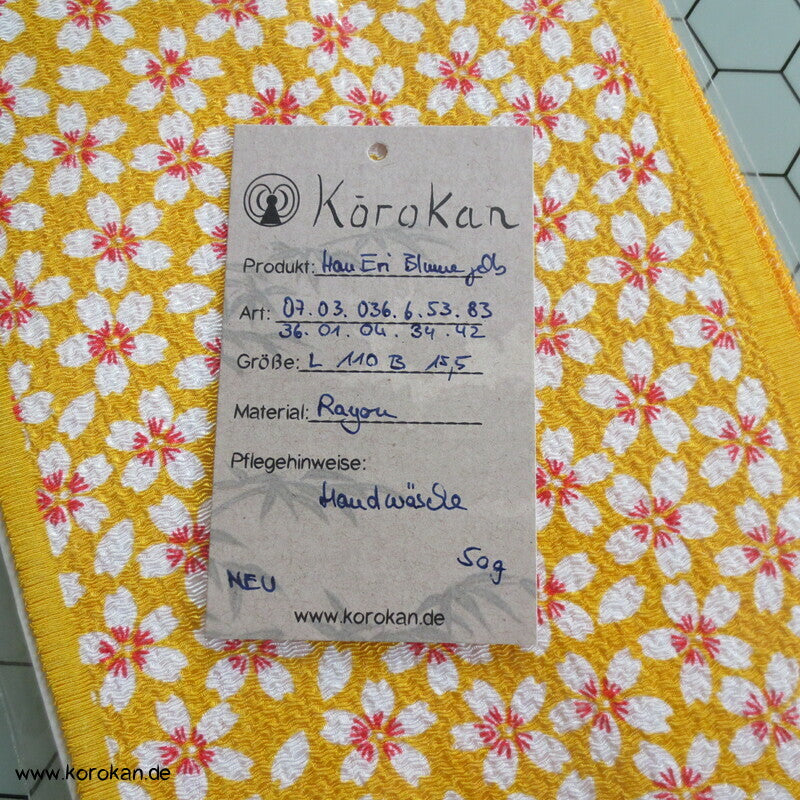 Kōrokan
Produkt: Han Eri Blume gelb
Art: 07.03.036.6.53.83
36.01.04.34.42
Größe: L 110 B 15,5
Material: Rayon
Pflegehinweise:
Handwäsche
50g
NEU
www.korokan.de
www.korokan.de